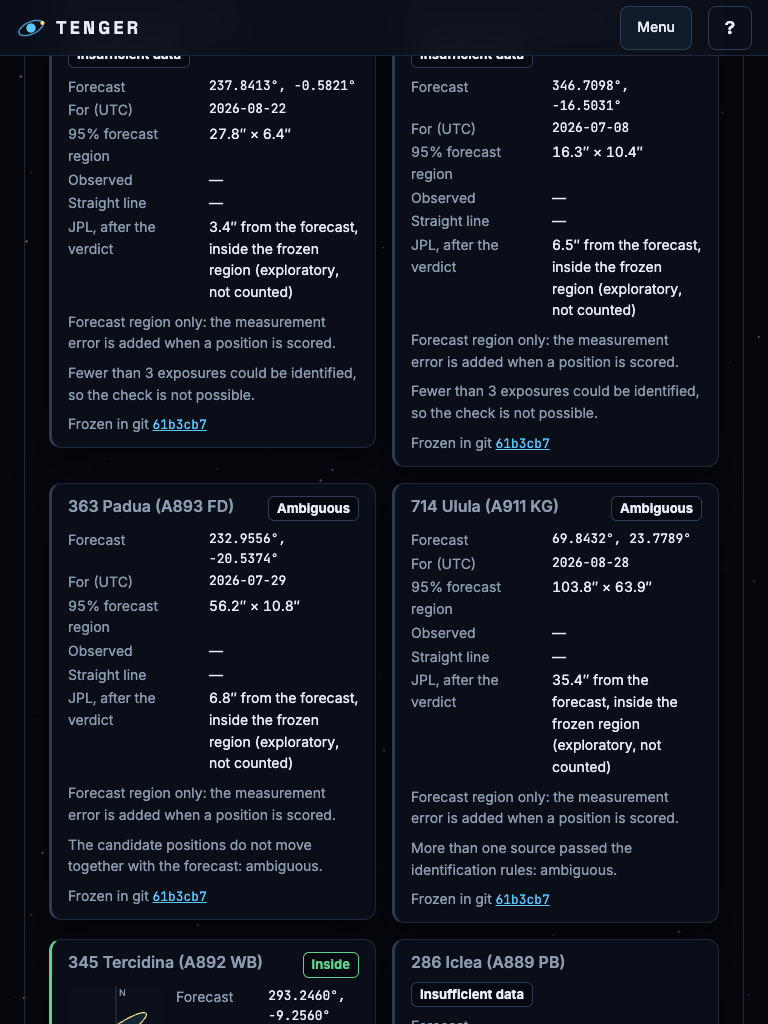 TENGER
Menu
?
Insufficient data
Forecast 237.8413°, -0.5821°
For (UTC) 2026-08-22
95% forecast region 27.8″ × 6.4″
Observed —
Straight line —
JPL, after the verdict 3.4″ from the forecast,
inside the frozen
region (exploratory,
not counted)
Forecast region only: the measurement
error is added when a position is scored.
Fewer than 3 exposures could be identified,
so the check is not possible.
Frozen in git 61b3cb7
Insufficient data
Forecast 346.7098°,
-16.5031°
For (UTC) 2026-07-08
95% forecast region 16.3″ × 10.4″
Observed —
Straight line —
JPL, after the verdict 6.5″ from the forecast,
inside the frozen
region (exploratory,
not counted)
Forecast region only: the measurement
error is added when a position is scored.
Fewer than 3 exposures could be identified,
so the check is not possible.
Frozen in git 61b3cb7
363 Padua (A893 FD) Ambiguous
Forecast 232.9556°,
-20.5374°
For (UTC) 2026-07-29
95% forecast region 56.2″ × 10.8″
Observed —
Straight line —
JPL, after the verdict 6.8″ from the forecast,
inside the frozen
region (exploratory,
not counted)
Forecast region only: the measurement
error is added when a position is scored.
The candidate positions do not move
together with the forecast: ambiguous.
Frozen in git 61b3cb7
714 Ulula (A911 KG) Ambiguous
Forecast 69.8432°, 23.7789°
For (UTC) 2026-08-28
95% forecast region 103.8″ × 63.9″
Observed —
Straight line —
JPL, after the verdict 35.4″ from the
forecast, inside the
frozen region
(exploratory, not
counted)
Forecast region only: the measurement
error is added when a position is scored.
More than one source passed the
identification rules: ambiguous.
Frozen in git 61b3cb7
345 Tercidina (A892 WB) Inside
N
Forecast 293.2460°,
-9.2560°
286 Iclea (A889 PB)
Insufficient data
Forecast